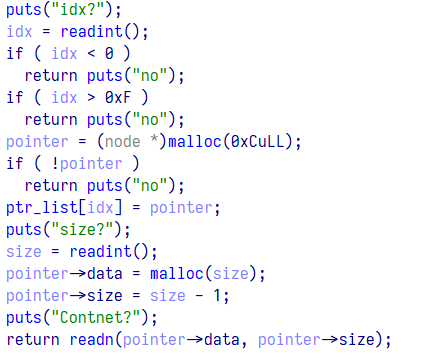 puts("idx?");
idx = readint();
if ( idx < 0 )
  return puts("no");
if ( idx > 0xF )
  return puts("no");
pointer = (node *)malloc(0xCuLL);
if ( !pointer )
  return puts("no");
ptr_list[idx] = pointer;
puts("size?");
size = readint();
pointer->data = malloc(size);
pointer->size = size - 1;
puts("Contnet?");
return readn(pointer->data, pointer->size);